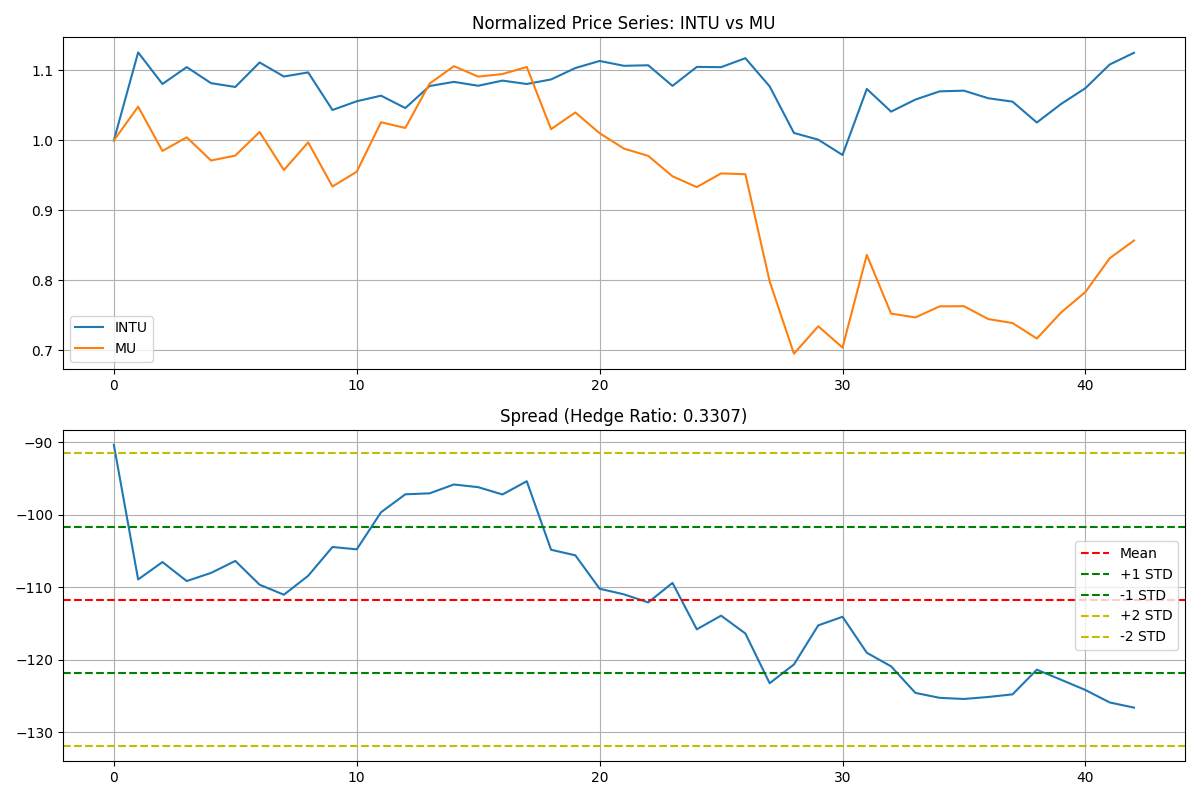 Normalized Price Series: INTU vs MU
1.1
1.0
0.9
0.8
0.7
INTU
MU
0 10 20 30 40
Spread (Hedge Ratio: 0.3307)
−90
−100
−110
−120
−130
Mean
+1 STD
-1 STD
+2 STD
-2 STD
0 10 20 30 40